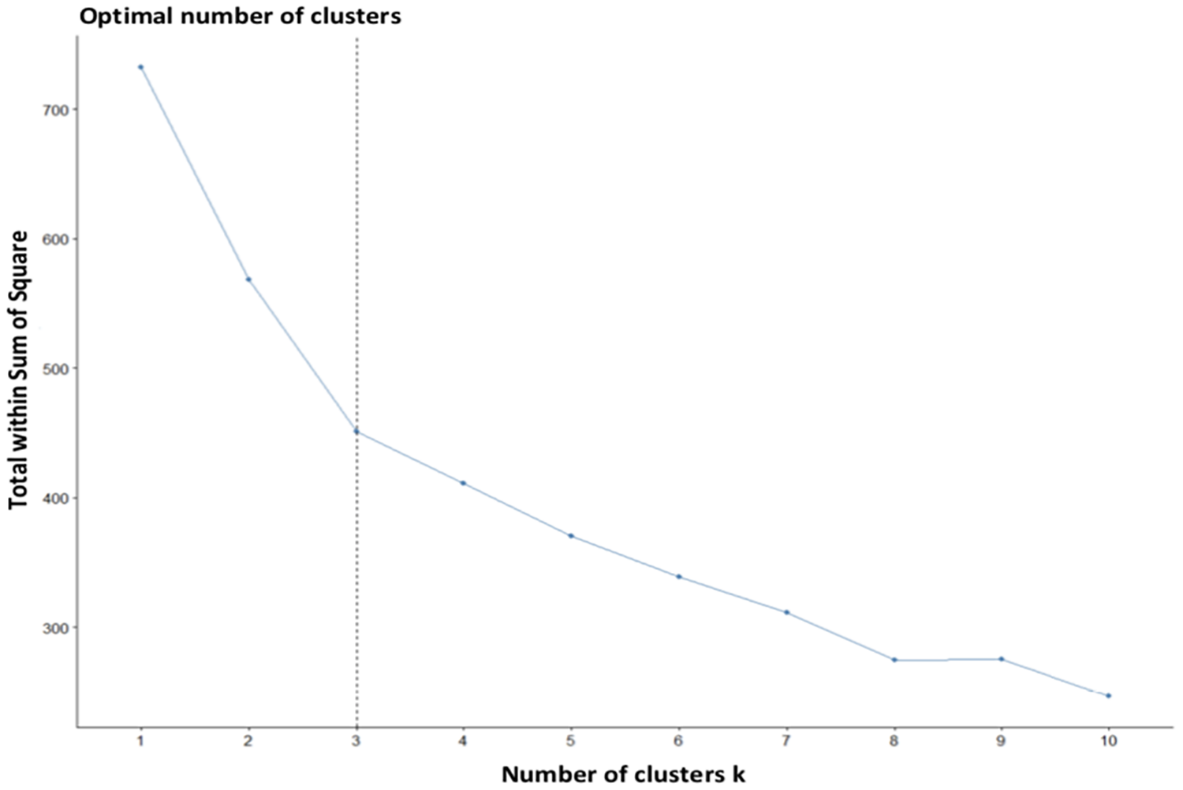 Optimal number of clusters
Total within Sum of Square
700
600
500
400
300
1 2 3 4 5 6 7 8 9 10
Number of clusters k